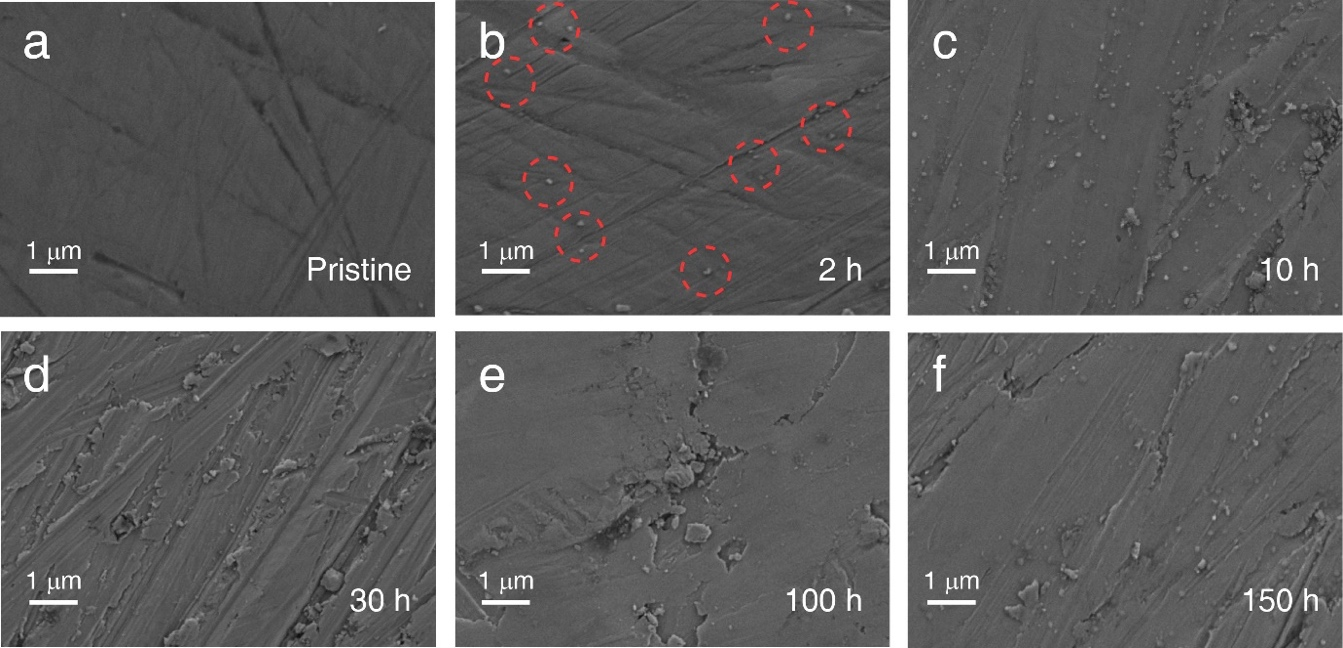 a
1 μm
Pristine
b
1 μm
2 h
c
1 μm
10 h
d
1 μm
30 h
e
1 μm
100 h
f
1 μm
150 h